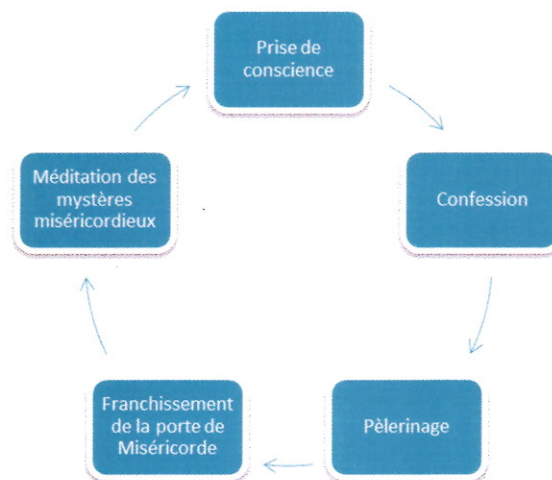 Prise de
conscience
Confession
Pèlerinage
Franchissement
de la porte de
Miséricorde
Méditation des
mystères
miséricordieux